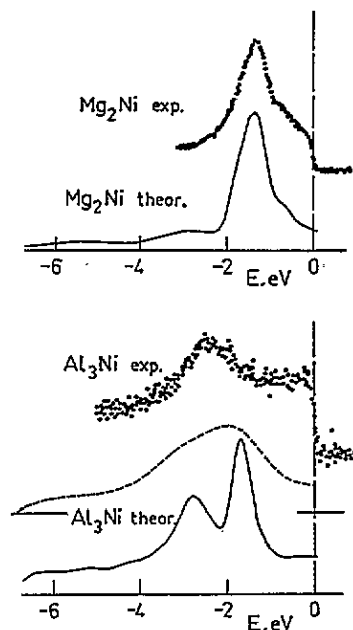 Mg₂Ni exp.
Mg₂Ni theor.
-6 -4 -2 0
E.eV
Al₃Ni exp.
Al₃Ni theor.
-6 -4 -2 0
E.eV